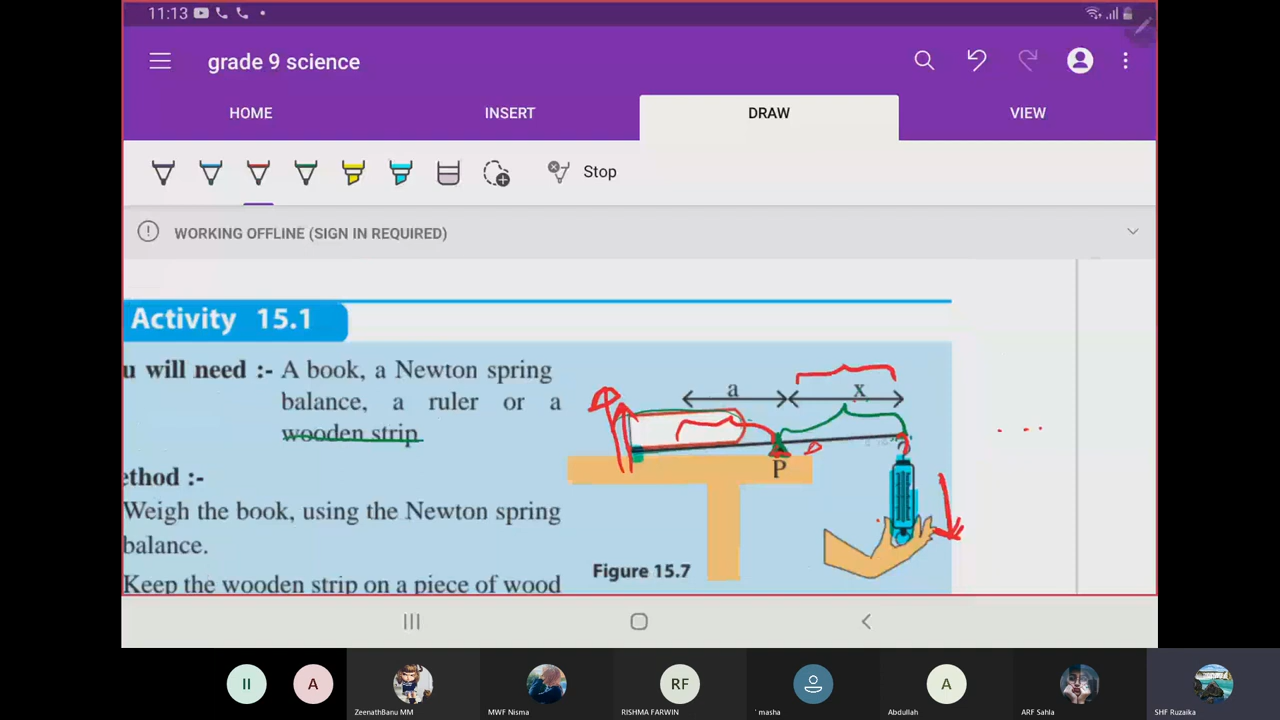 11:13
grade 9 science
HOME INSERT DRAW VIEW
Stop
WORKING OFFLINE (SIGN IN REQUIRED)
Activity 15.1
u will need :- A book, a Newton spring
balance, a ruler or a
wooden strip
ethod :-
Weigh the book, using the Newton spring
balance.
Keep the wooden strip on a piece of wood
a x
P
Figure 15.7
II A RF A
ZeenathBanu MM MWF Nisma RISHMA FARWIN ' masha Abdullah ARF Sahla SHF Ruzaika